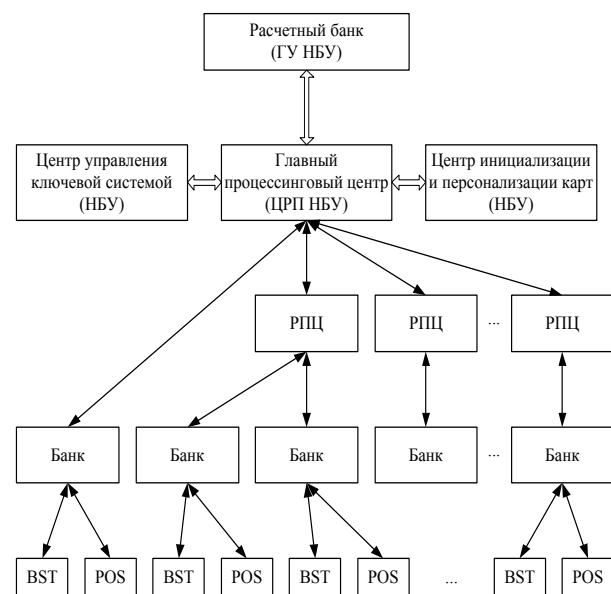 Расчетный банк
(ГУ НБУ)
Центр управления
ключевой системой
(НБУ)
Главный
процессинговый центр
(ЦРП НБУ)
Центр инициализации
и персонализации карт
(НБУ)
РПЦ
РПЦ
...
РПЦ
Банк
Банк
Банк
Банк
...
Банк
BST
POS
BST
POS
BST
POS
...
BST
POS